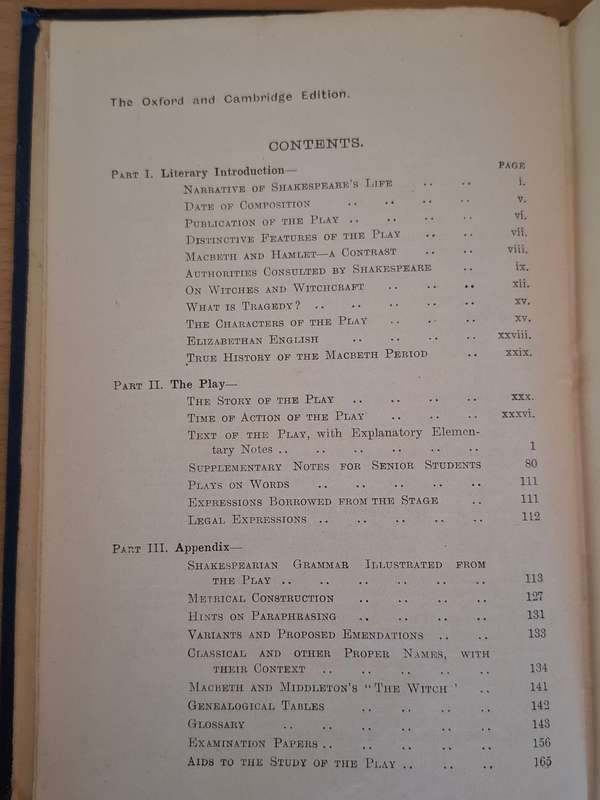 The Oxford and Cambridge Edition.
CONTENTS.
PART I. Literary Introduction— PAGE
NARRATIVE OF SHAKESPEARE'S LIFE .. .. i.
DATE OF COMPOSITION .. .. .. .. v.
PUBLICATION OF THE PLAY .. .. .. .. vi.
DISTINCTIVE FEATURES OF THE PLAY .. .. vii.
MACBETH AND HAMLET—A CONTRAST .. .. viii.
AUTHORITIES CONSULTED BY SHAKESPEARE .. ix.
ON WITCHES AND WITCHCRAFT .. .. .. xii.
WHAT IS TRAGEDY? .. .. .. .. .. xv.
THE CHARACTERS OF THE PLAY .. .. .. xv.
ELIZABETHAN ENGLISH .. .. .. .. xxviii.
TRUE HISTORY OF THE MACBETH PERIOD .. xxix.
PART II. The Play—
THE STORY OF THE PLAY .. .. .. .. xxx.
TIME OF ACTION OF THE PLAY .. .. .. xxxvi.
TEXT OF THE PLAY, WITH EXPLANATORY ELEMEN-
tary Notes .. .. .. .. .. .. 1
SUPPLEMENTARY NOTES FOR SENIOR STUDENTS 80
PLAYS ON WORDS .. .. .. .. .. 111
EXPRESSIONS BORROWED FROM THE STAGE .. 111
LEGAL EXPRESSIONS .. .. .. .. .. 112
PART III. Appendix—
SHAKESPEARIAN GRAMMAR ILLUSTRATED FROM
THE PLAY .. .. .. .. .. .. 113
METRICAL CONSTRUCTION .. .. .. .. 127
HINTS ON PARAPHRASING .. .. .. .. 131
VARIANTS AND PROPOSED EMENDATIONS .. .. 133
CLASSICAL AND OTHER PROPER NAMES, WITH
THEIR CONTEXT .. .. .. .. .. 134
MACBETH AND MIDDLETON'S "THE WITCH' .. 141
GENEALOGICAL TABLES .. .. .. .. 142
GLOSSARY .. .. .. .. .. 143
EXAMINATION PAPERS .. .. .. .. .. 156
AIDS TO THE STUDY OF THE PLAY .. .. .. 165